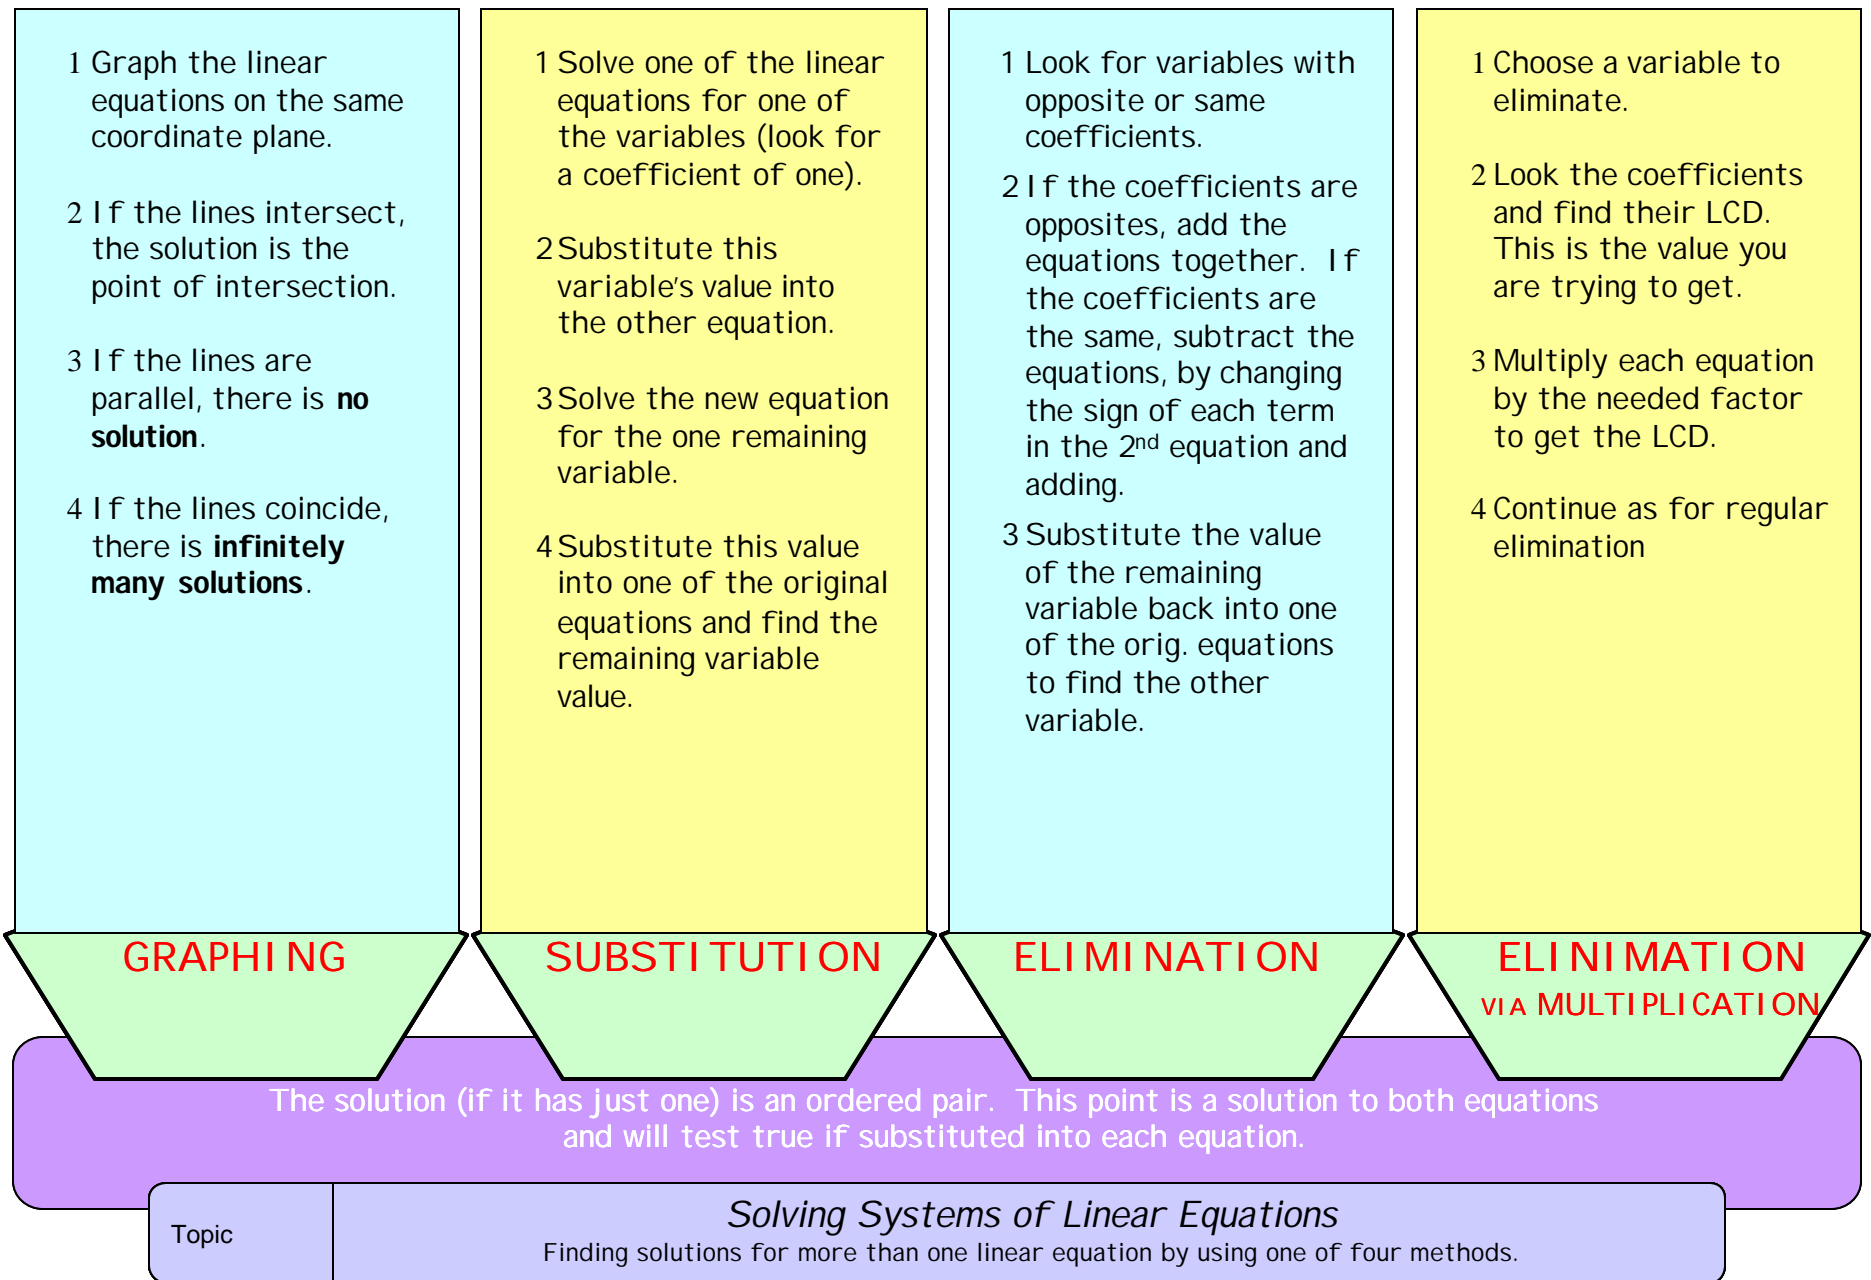 1 Graph the linear
equations on the same
coordinate plane.
2 If the lines intersect,
the solution is the
point of intersection.
3 If the lines are
parallel, there is no
solution.
4 If the lines coincide,
there is infinitely
many solutions.
GRAPHING
1 Solve one of the linear
equations for one of
the variables (look for
a coefficient of one).
2 Substitute this
variable's value into
the other equation.
3 Solve the new equation
for the one remaining
variable.
4 Substitute this value
into one of the original
equations and find the
remaining variable
value.
SUBSTITUTION
1 Look for variables with
opposite or same
coefficients.
2 If the coefficients are
opposites, add the
equations together. If
the coefficients are
the same, subtract the
equations, by changing
the sign of each term
in the 2nd equation and
adding.
3 Substitute the value
of the remaining
variable back into one
of the orig. equations
to find the other
variable.
ELIMINATION
1 Choose a variable to
eliminate.
2 Look the coefficients
and find their LCD.
This is the value you
are trying to get.
3 Multiply each equation
by the needed factor
to get the LCD.
4 Continue as for regular
elimination
ELINIMATION
VIA MULTIPLICATION
The solution (if it has just one) is an ordered pair. This point is a solution to both equations
and will test true if substituted into each equation.
Topic
Solving Systems of Linear Equations
Finding solutions for more than one linear equation by using one of four methods.